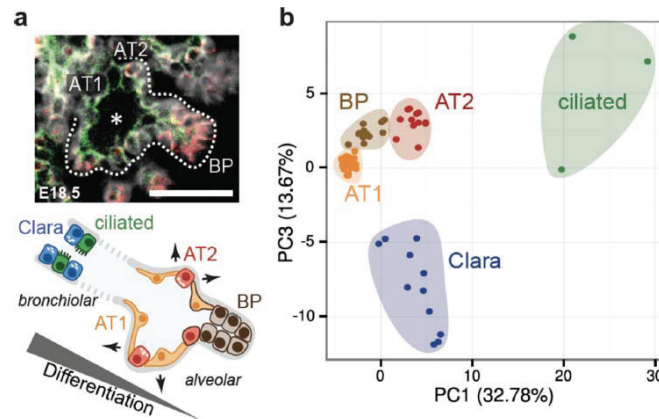 a
AT2
AT1
*
BP
E18.5
Clara
ciliated
AT2
BP
bronchiolar
AT1
alveolar
Differentiation
b
PC3 (13.67%)
5
0
-5
-10
BP
AT2
ciliated
AT1
Clara
0
10
20
30
PC1 (32.78%)